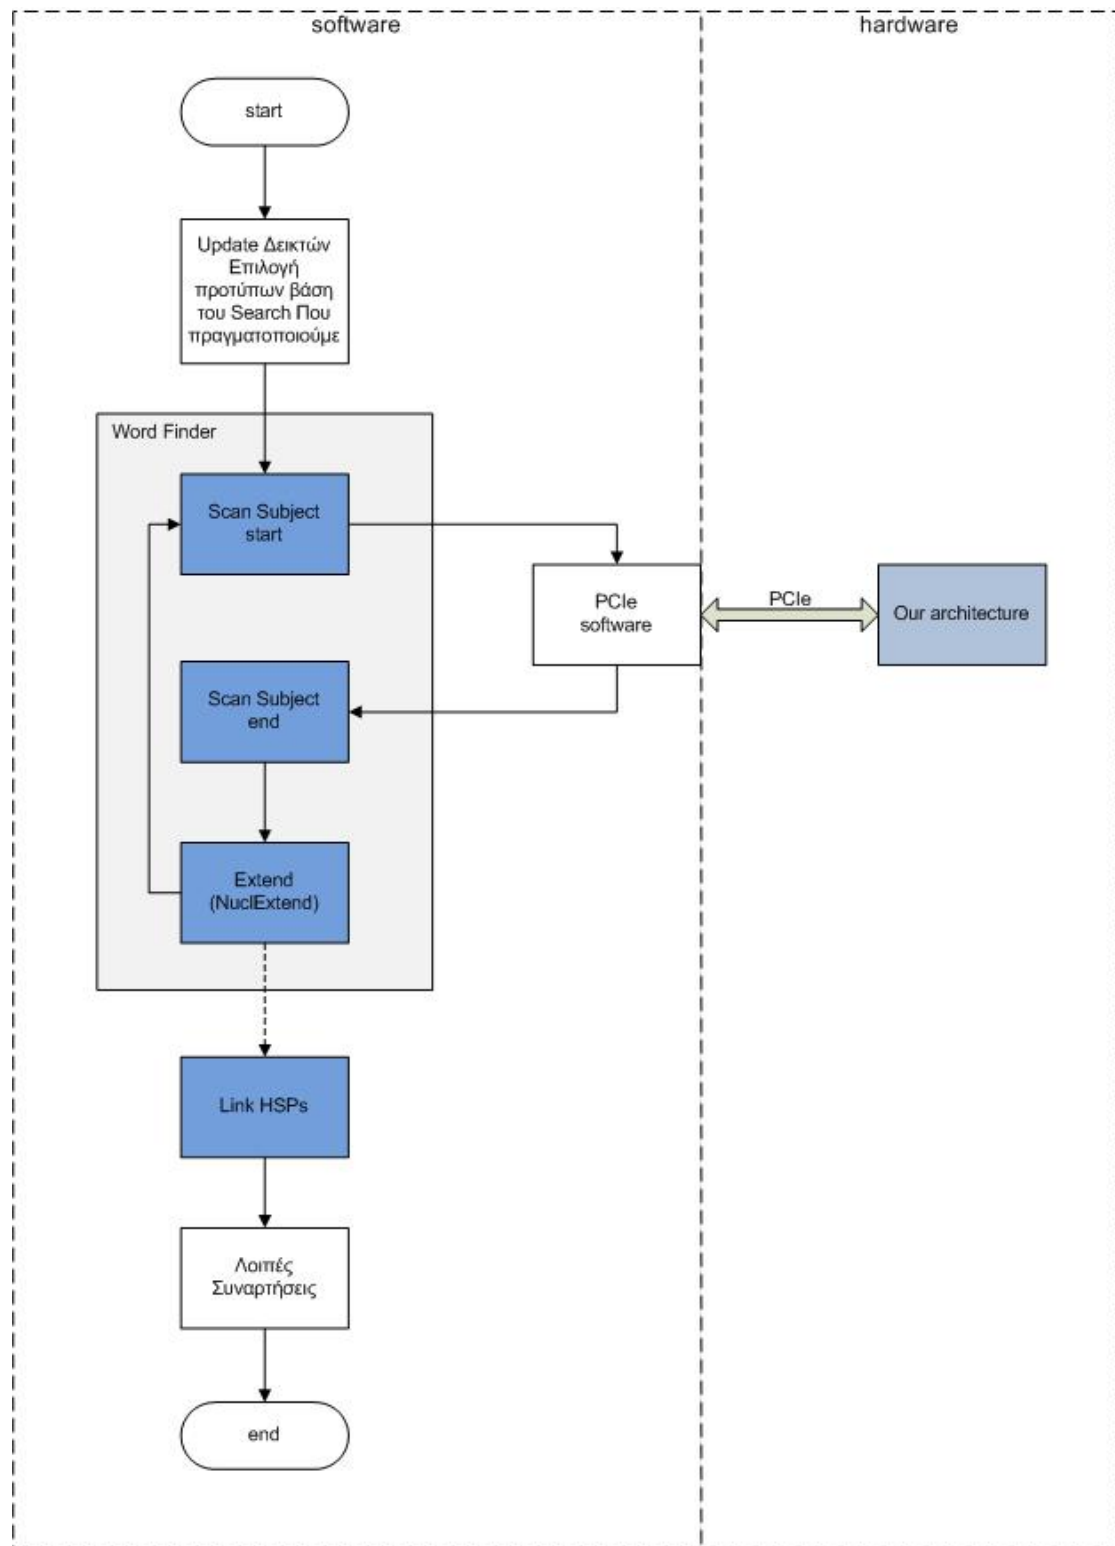 software
hardware
start
Update Δεικτών
Επιλογή
προτύπων βάση
του Search Που
πραγματοποιούμε
Word Finder
Scan Subject
start
PCIe
software
PCIe
Our architecture
Scan Subject
end
Extend
(NuclExtend)
Link HSPs
Λοιπές
Συναρτήσεις
end